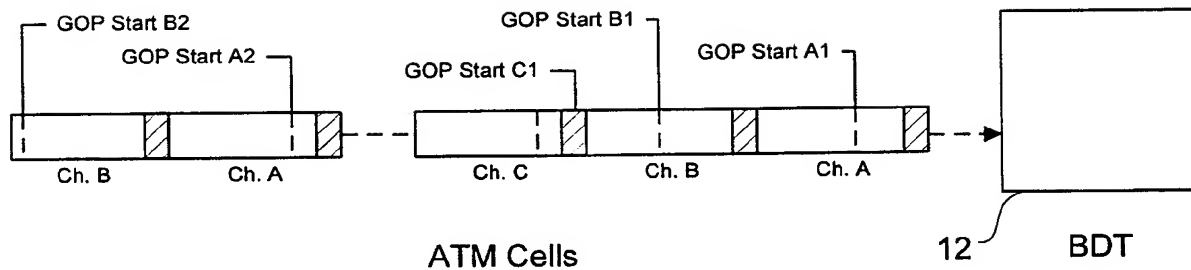 GOP Start B2
GOP Start A2
GOP Start B1
GOP Start C1
GOP Start A1
Ch. B
Ch. A
Ch. C
Ch. B
Ch. A
ATM Cells
12
BDT